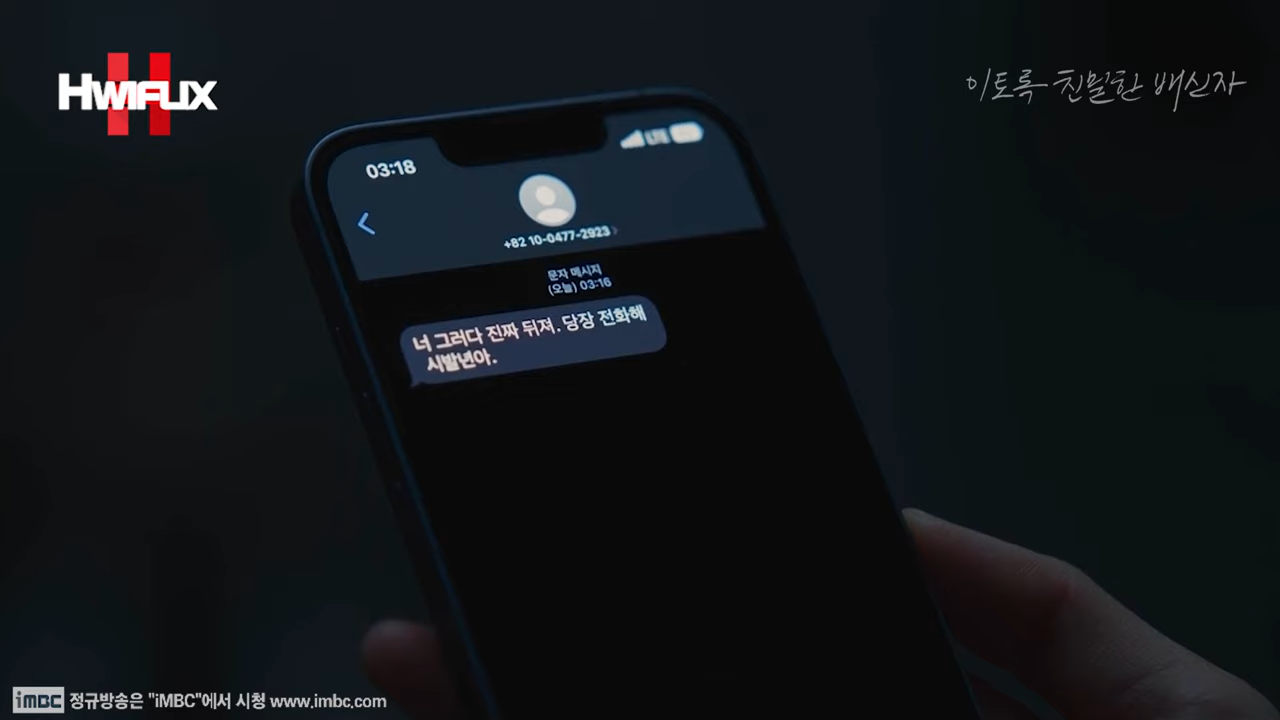 HWIFLIX
이토록 친밀한 배신자
03:18
LTE
+82 10-0477-2923
문자 메시지
(오늘) 03:16
너 그러다 진짜 뒤져. 당장 전화해
시발년아.
iMBC 정규방송은 "iMBC"에서 시청 www.imbc.com